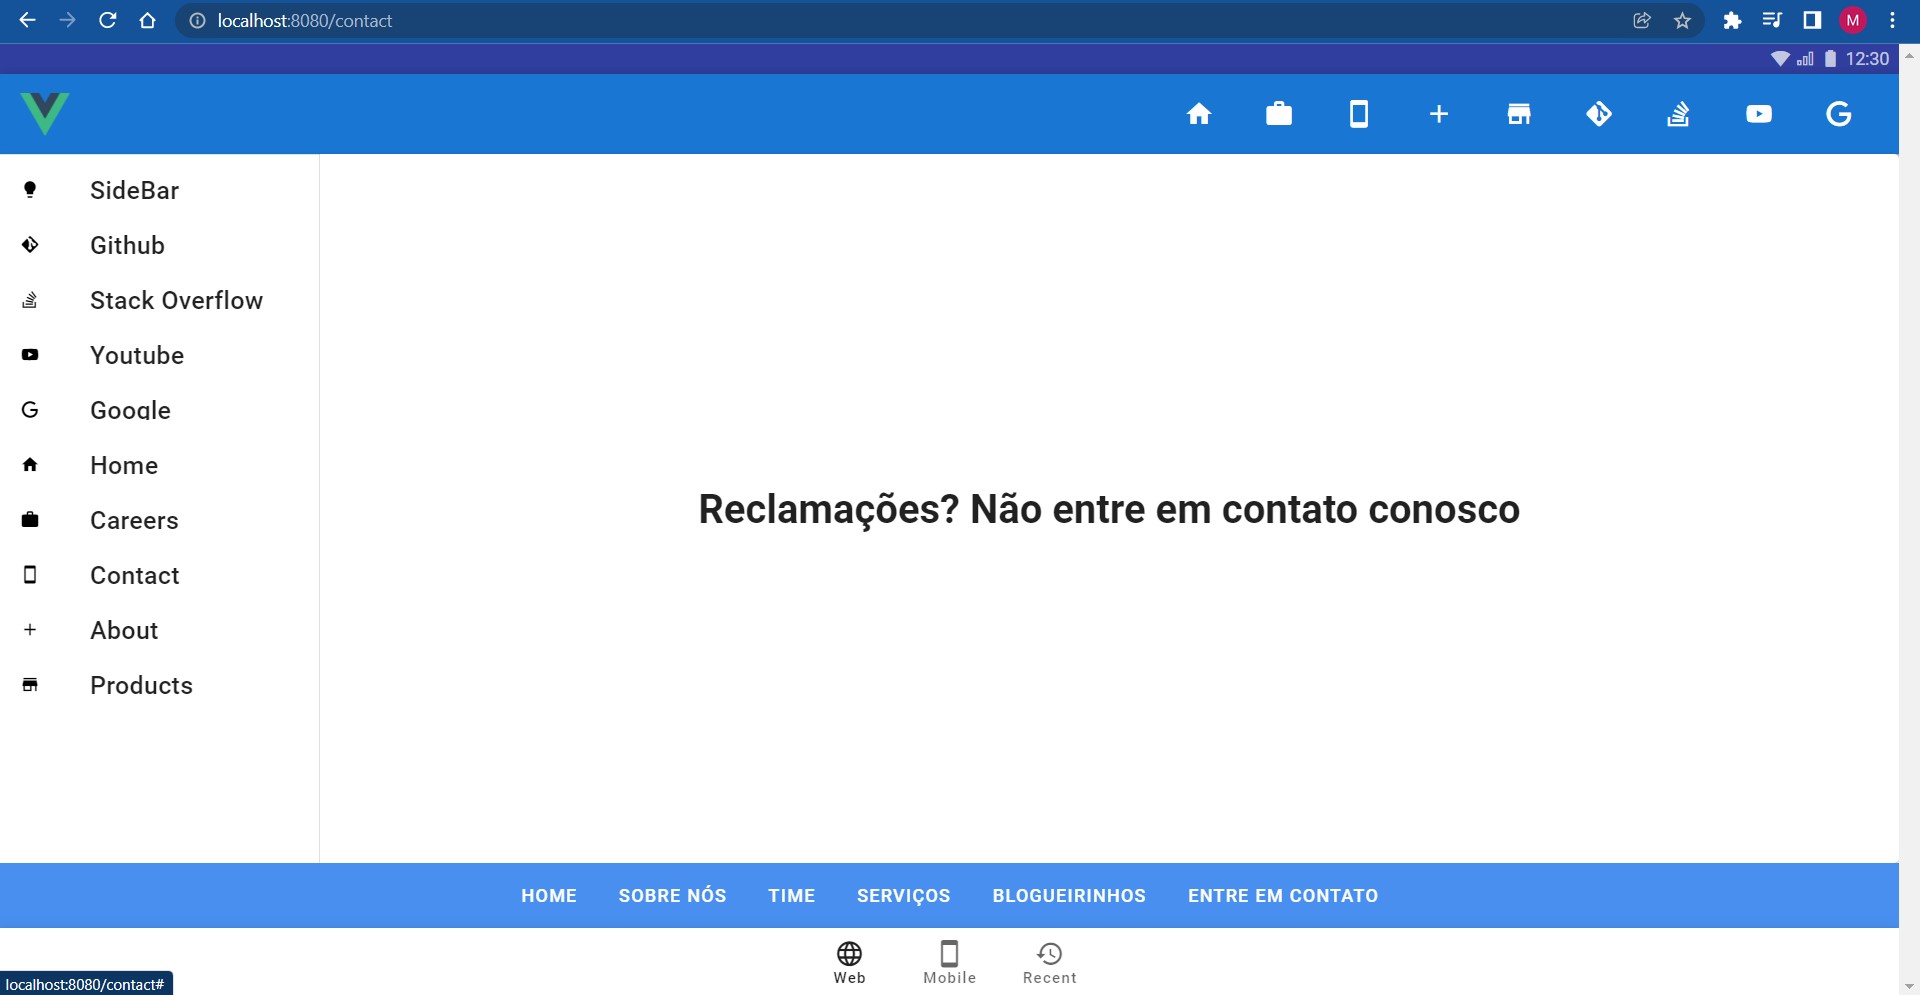 localhost:8080/contact
M
12:30
SideBar
Github
Stack Overflow
Youtube
Google
Home
Careers
Contact
About
Products
Reclamações? Não entre em contato conosco
HOME SOBRE NÓS TIME SERVIÇOS BLOGUEIRINHOS ENTRE EM CONTATO
Web Mobile Recent
localhost:8080/contact#